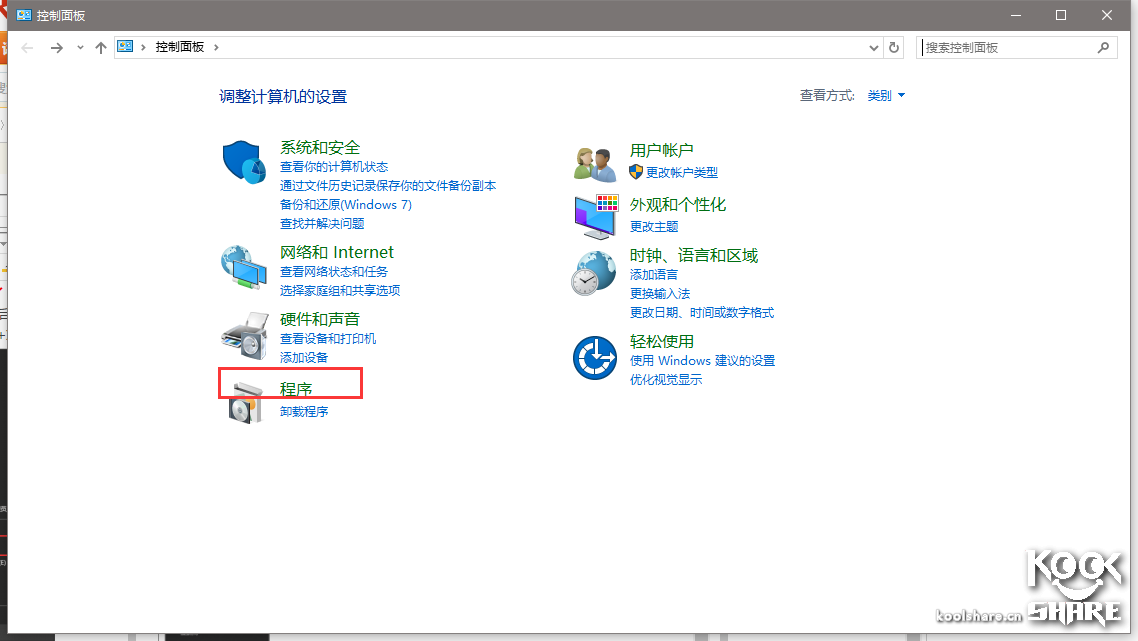 控制面板
控制面板
搜索控制面板
调整计算机的设置
查看方式: 类别
系统和安全
查看你的计算机状态
通过文件历史记录保存你的文件备份副本
备份和还原(Windows 7)
查找并解决问题
网络和 Internet
查看网络状态和任务
选择家庭组和共享选项
硬件和声音
查看设备和打印机
添加设备
程序
卸载程序
用户帐户
更改帐户类型
外观和个性化
更改主题
时钟、语言和区域
添加语言
更换输入法
更改日期、时间或数字格式
轻松使用
使用 Windows 建议的设置
优化视觉显示
KOOL
SHARE
koolshare.cn